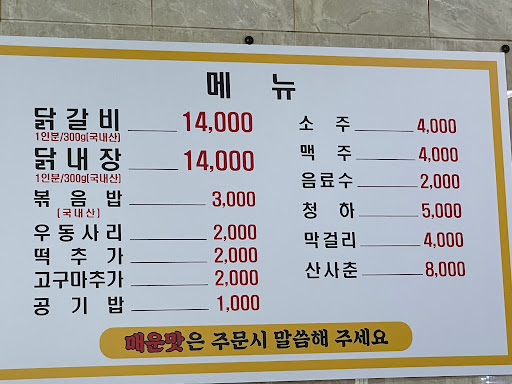 메뉴
닭갈비 14,000
1인분/300g(국내산)
닭내장 14,000
1인분/300g(국내산)
볶음밥 3,000
(국내산)
우동사리 2,000
떡추가 2,000
고구마추가 2,000
공기밥 1,000
소주 4,000
맥주 4,000
음료수 2,000
청하 5,000
막걸리 4,000
산사춘 8,000
매운맛은 주문시 말씀해 주세요